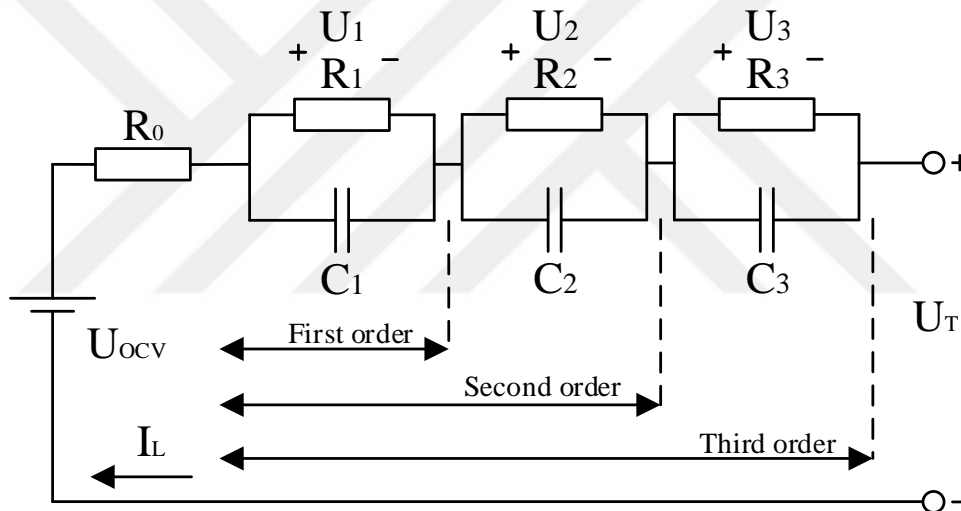 U1 U2 U3
+ R1 − + R2 − + R3 −
R0
+
C1 C2 C3
UOCV
UT
First order
Second order
Third order
IL
−